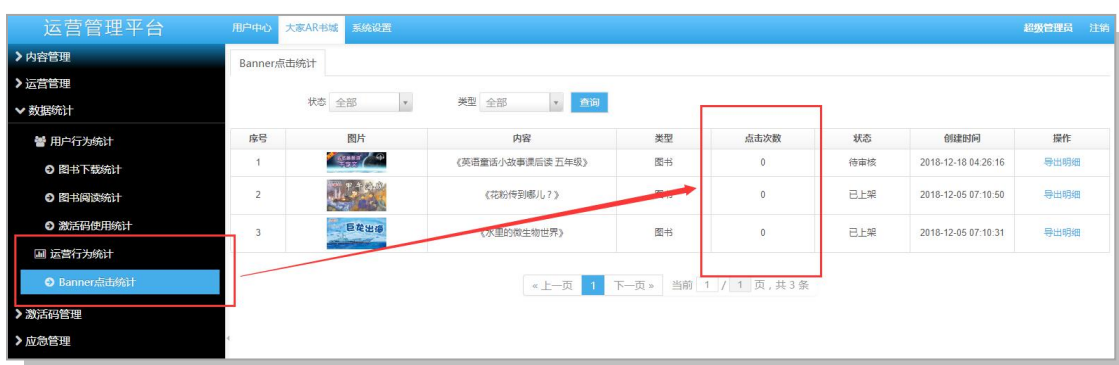 运营管理平台 用户中心 大家AR书城 系统设置 超级管理员 注销
内容管理
运营管理
数据统计
用户行为统计
图书下载统计
图书阅读统计
激活码使用统计
运营行为统计
Banner点击统计
激活码管理
应急管理
Banner点击统计
状态 全部 类型 全部 查询
序号 图片 内容 类型 点击次数 状态 创建时间 操作
1 《英语童话小故事课后读 五年级》 图书 0 待审核 2018-12-18 04:26:16 导出明细
2 《花粉传到哪儿？》 图书 0 已上架 2018-12-05 07:10:50 导出明细
3 巨龙出没 《水里的微生物世界》 图书 0 已上架 2018-12-05 07:10:31 导出明细
« 上一页 1 下一页 » 当前 1 / 1 页，共 3 条